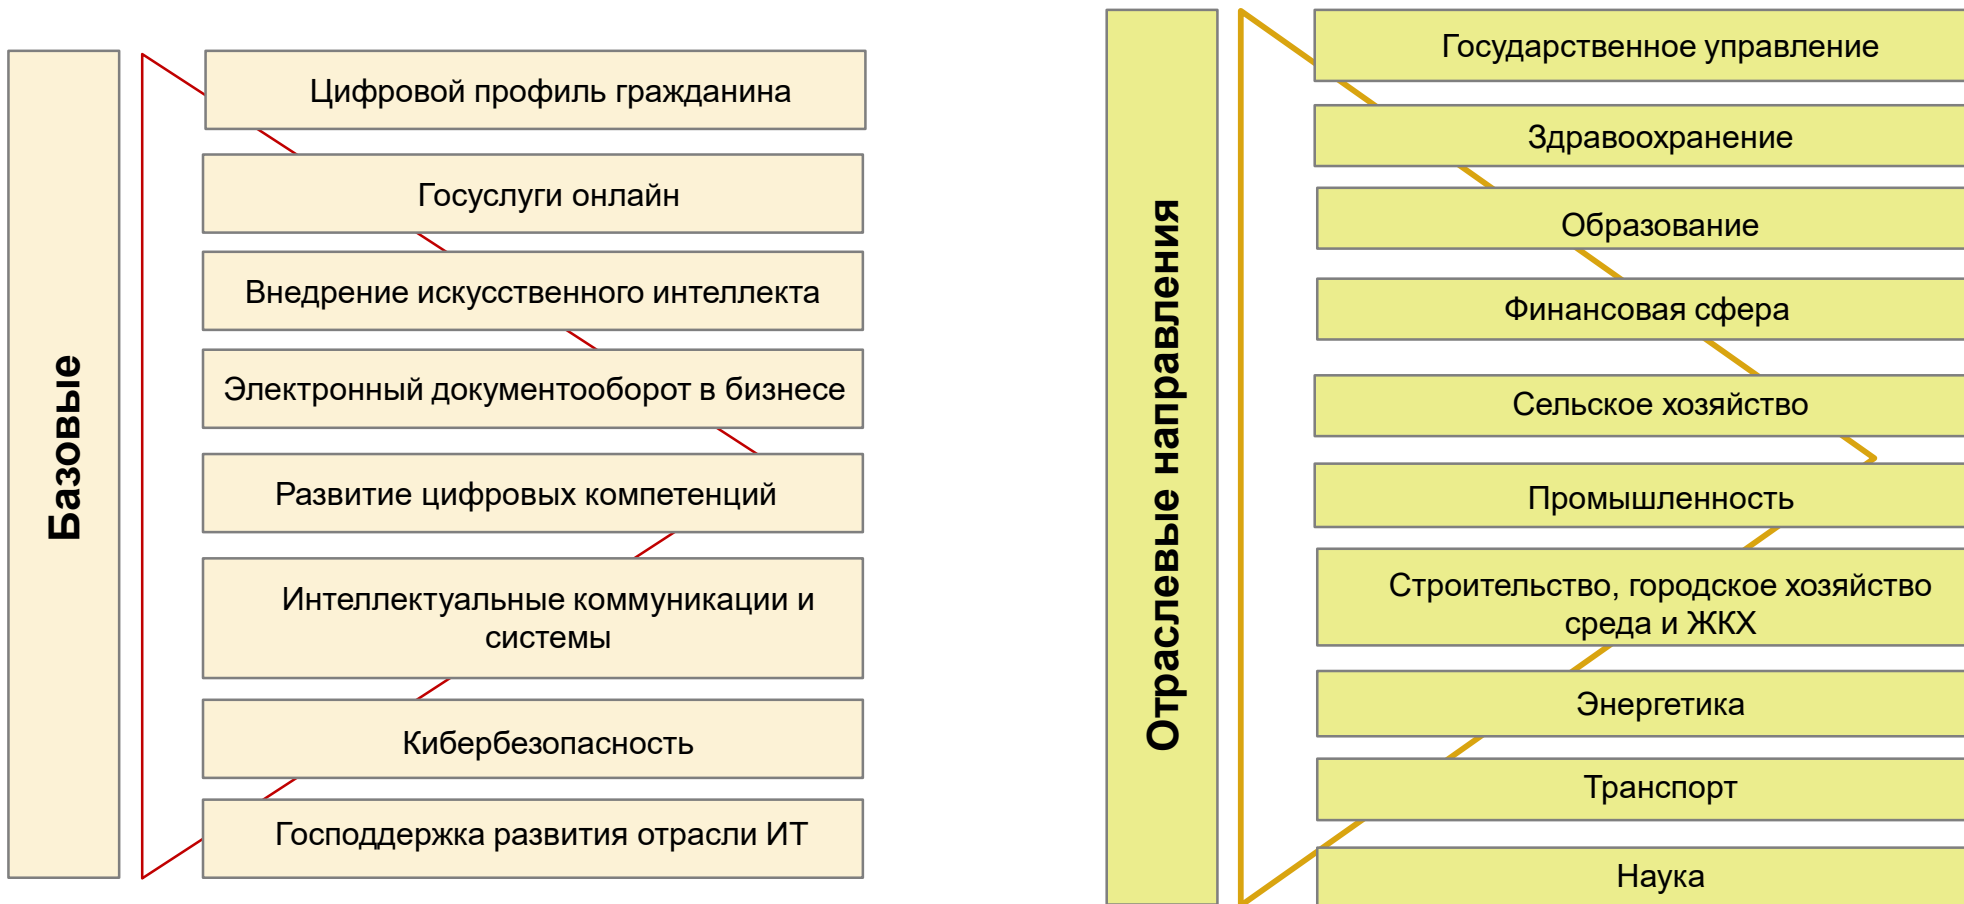 Базовые
Цифровой профиль гражданина
Госуслуги онлайн
Внедрение искусственного интеллекта
Электронный документооборот в бизнесе
Развитие цифровых компетенций
Интеллектуальные коммуникации и
системы
Кибербезопасность
Господдержка развития отрасли ИТ
Отраслевые направления
Государственное управление
Здравоохранение
Образование
Финансовая сфера
Сельское хозяйство
Промышленность
Строительство, городское хозяйство
среда и ЖКХ
Энергетика
Транспорт
Наука